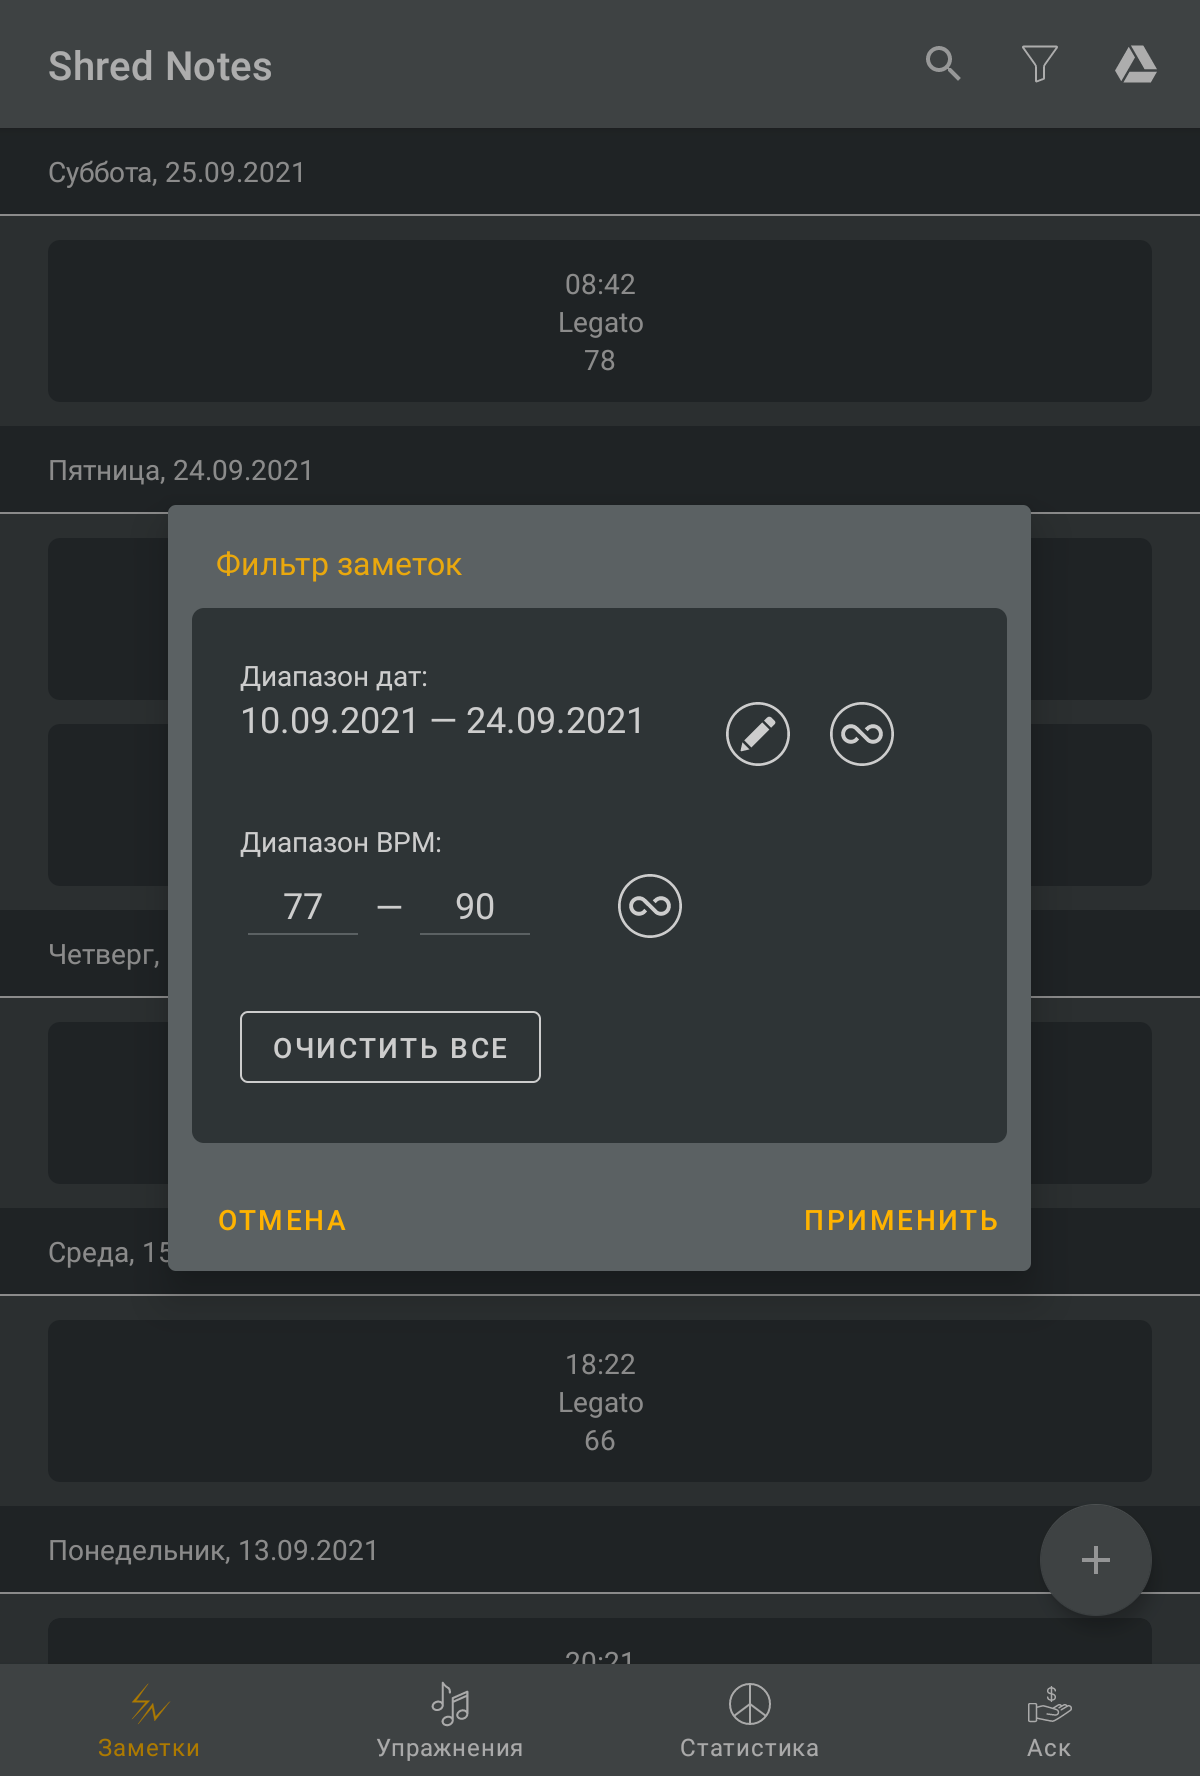 Shred Notes
Суббота, 25.09.2021
08:42
Legato
78
Пятница, 24.09.2021
Фильтр заметок
Диапазон дат:
10.09.2021 — 24.09.2021
Диапазон BPM:
77 — 90
ОЧИСТИТЬ ВСЕ
Четверг,
ОТМЕНА ПРИМЕНИТЬ
Среда, 15
18:22
Legato
66
Понедельник, 13.09.2021
20:21
Заметки Упражнения Статистика Аск